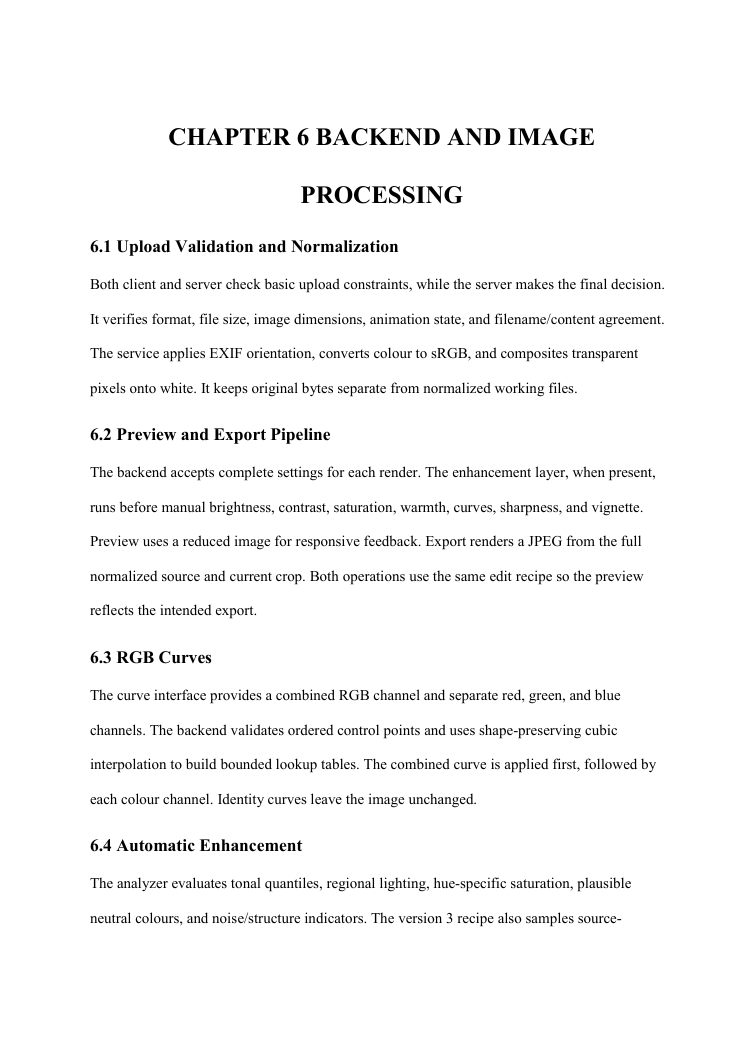 CHAPTER 6 BACKEND AND IMAGE
PROCESSING
6.1 Upload Validation and Normalization
Both client and server check basic upload constraints, while the server makes the final decision.
It verifies format, file size, image dimensions, animation state, and filename/content agreement.
The service applies EXIF orientation, converts colour to sRGB, and composites transparent
pixels onto white. It keeps original bytes separate from normalized working files.
6.2 Preview and Export Pipeline
The backend accepts complete settings for each render. The enhancement layer, when present,
runs before manual brightness, contrast, saturation, warmth, curves, sharpness, and vignette.
Preview uses a reduced image for responsive feedback. Export renders a JPEG from the full
normalized source and current crop. Both operations use the same edit recipe so the preview
reflects the intended export.
6.3 RGB Curves
The curve interface provides a combined RGB channel and separate red, green, and blue
channels. The backend validates ordered control points and uses shape-preserving cubic
interpolation to build bounded lookup tables. The combined curve is applied first, followed by
each colour channel. Identity curves leave the image unchanged.
6.4 Automatic Enhancement
The analyzer evaluates tonal quantiles, regional lighting, hue-specific saturation, plausible
neutral colours, and noise/structure indicators. The version 3 recipe also samples source-